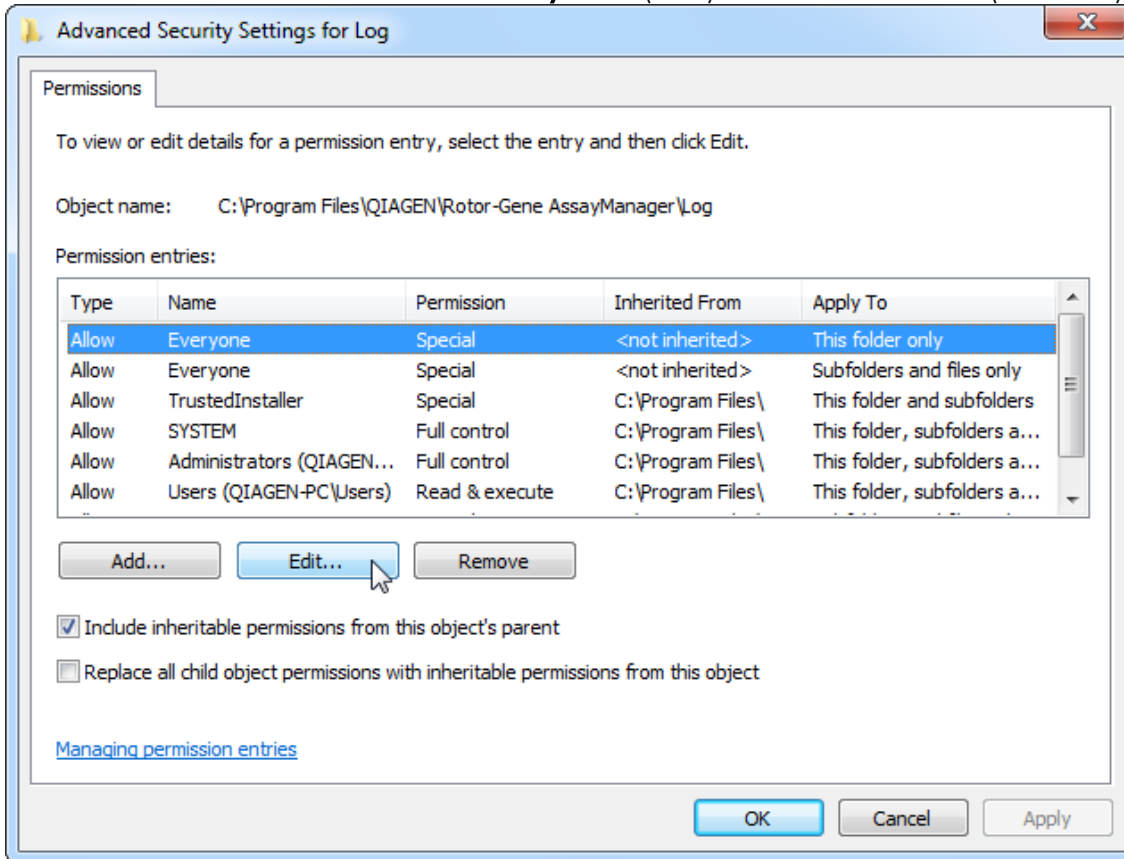 Advanced Security Settings for Log
Permissions
To view or edit details for a permission entry, select the entry and then click Edit.
Object name: C:\Program Files\QIAGEN\Rotor-Gene AssayManager\Log
Permission entries:
Type Name Permission Inherited From Apply To
Allow Everyone Special <not inherited> This folder only
Allow Everyone Special <not inherited> Subfolders and files only
Allow TrustedInstaller Special C:\Program Files\ This folder and subfolders
Allow SYSTEM Full control C:\Program Files\ This folder, subfolders a...
Allow Administrators (QIAGEN... Full control C:\Program Files\ This folder, subfolders a...
Allow Users (QIAGEN-PC\Users) Read & execute C:\Program Files\ This folder, subfolders a...
Add... Edit... Remove
Include inheritable permissions from this object's parent
Replace all child object permissions with inheritable permissions from this object
Managing permission entries
OK Cancel Apply